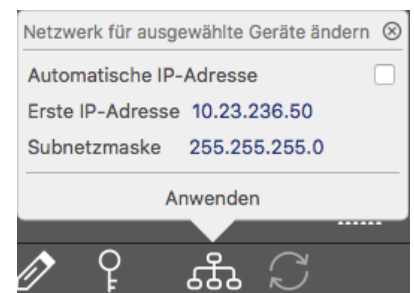 Netzwerk für ausgewählte Geräte ändern
Automatische IP-Adresse
Erste IP-Adresse 10.23.236.50
Subnetzmaske 255.255.255.0
Anwenden